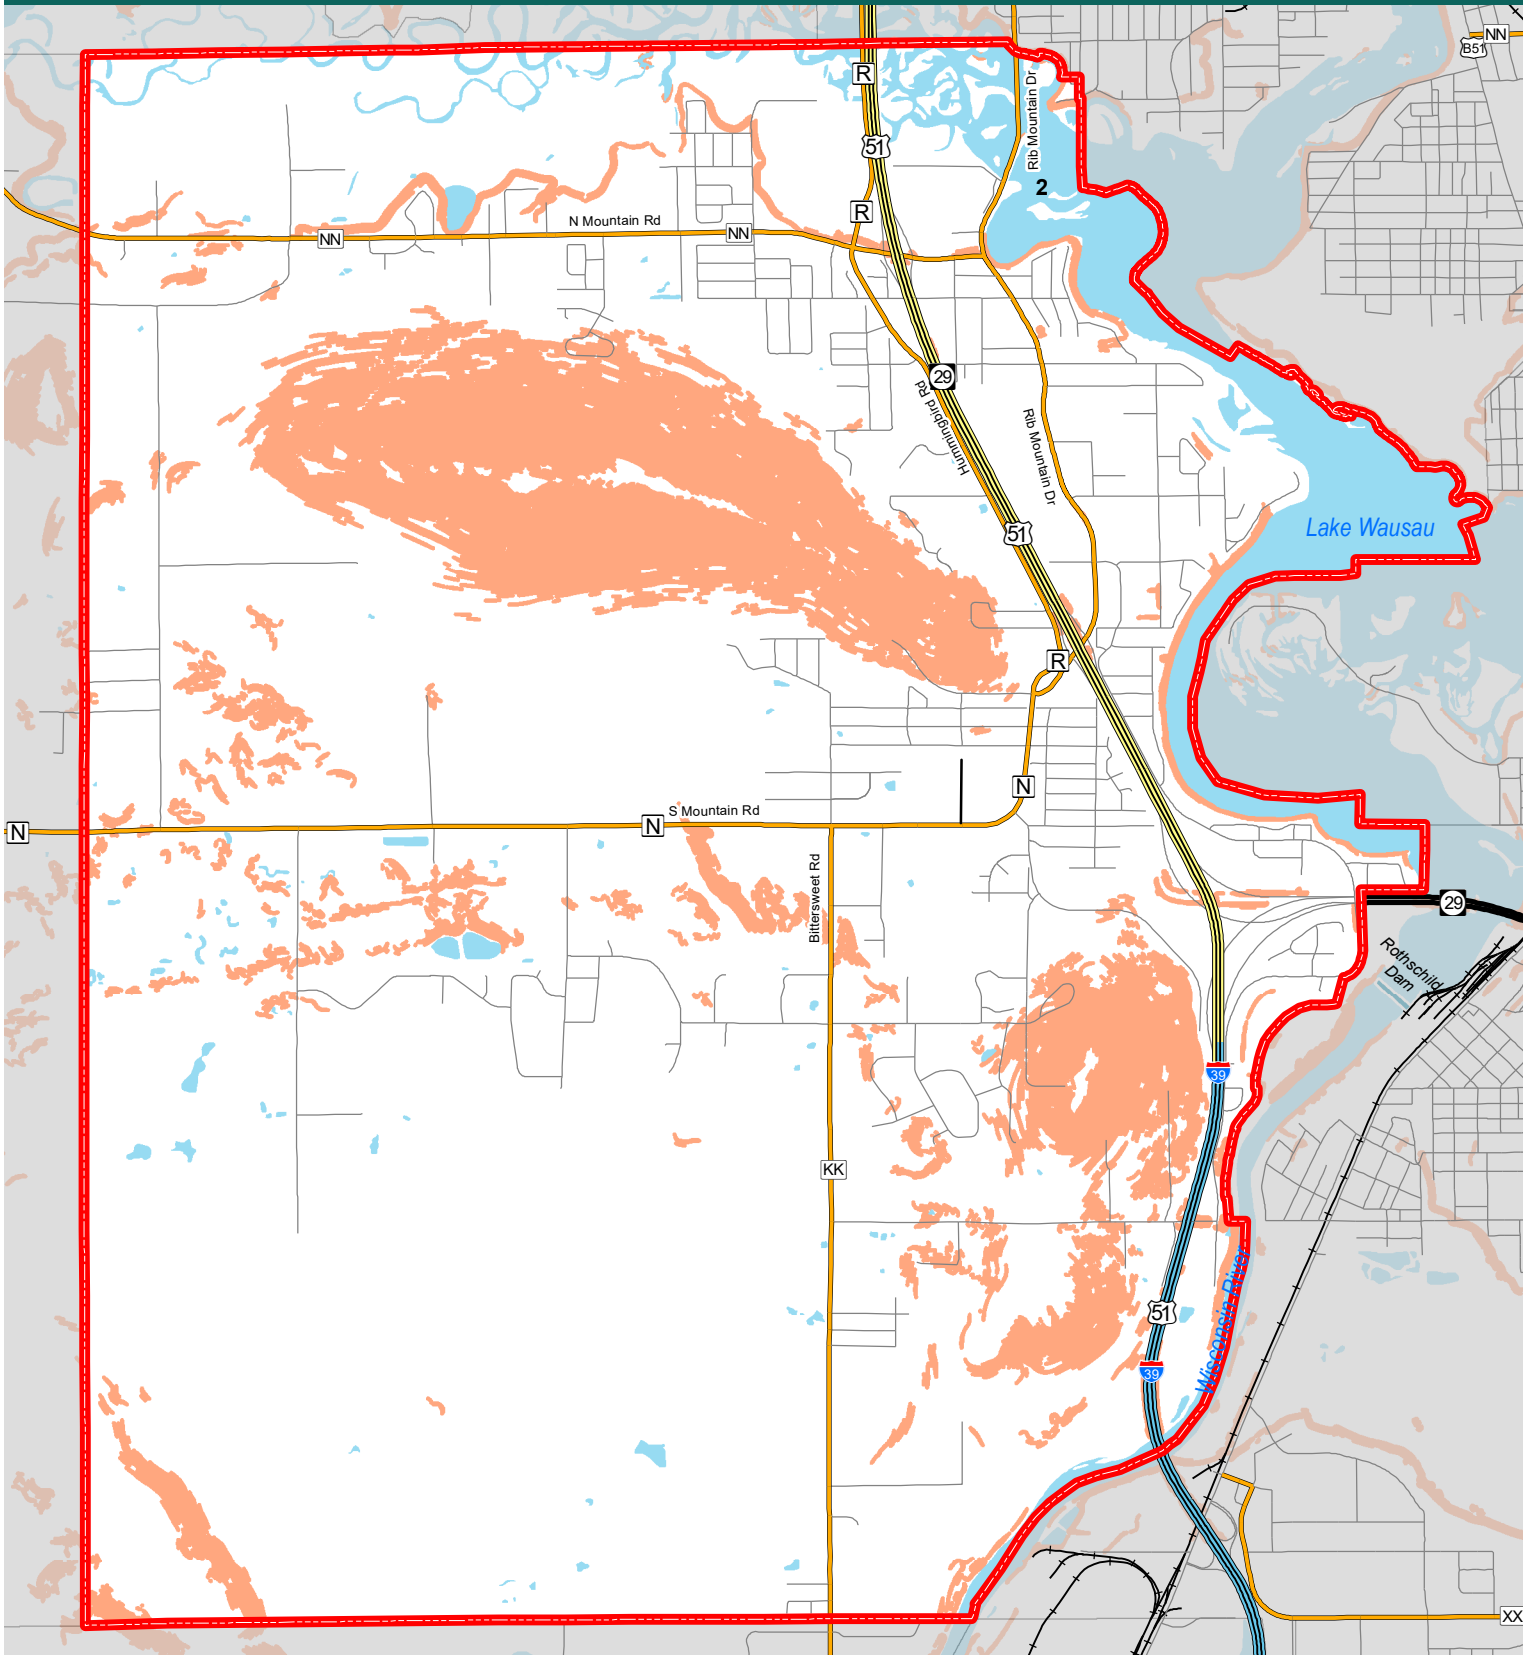 NN
B51
R
Rib Mountain Dr
51
2
R
N Mountain Rd
NN
NN
29
Hummingbird Rd
Rib Mountain Dr
51
Lake Wausau
R
N
S Mountain Rd
N
N
Bittersweet Rd
29
Rothschild
Dam
39
KK
51
Wisconsin River
39
XX